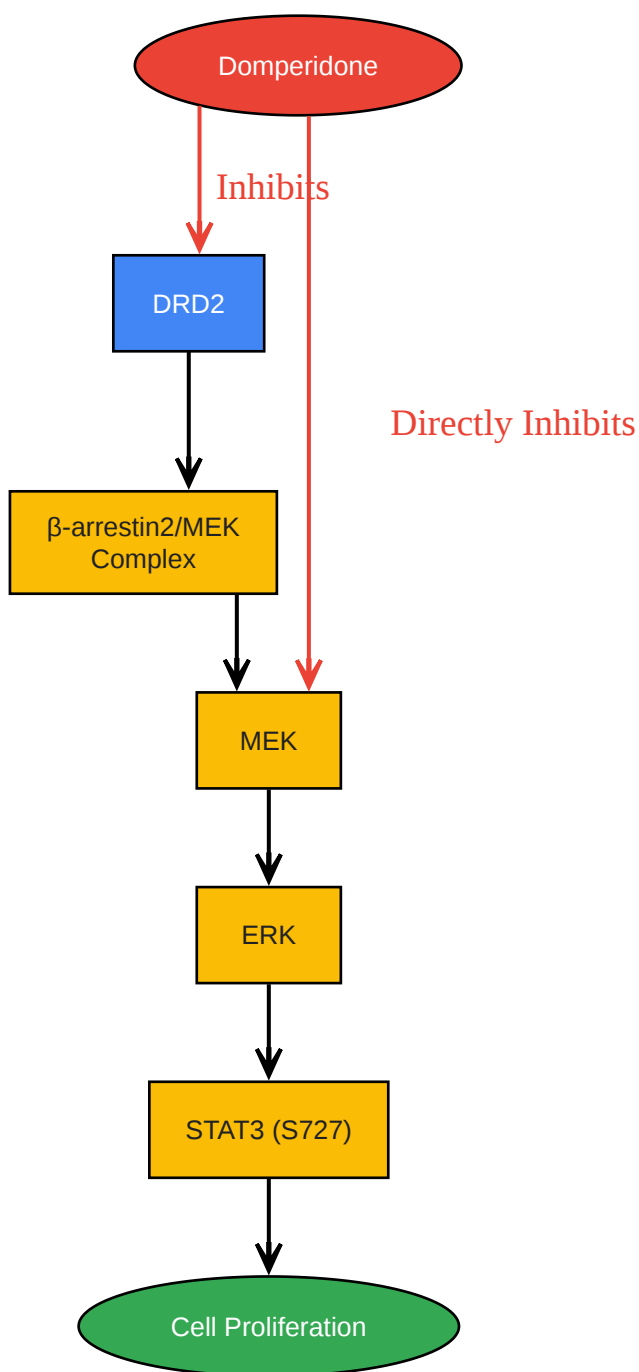 Domperidone
Inhibits
DRD2
Directly Inhibits
β-arrestin2/MEK
Complex
MEK
ERK
STAT3 (S727)
Cell Proliferation